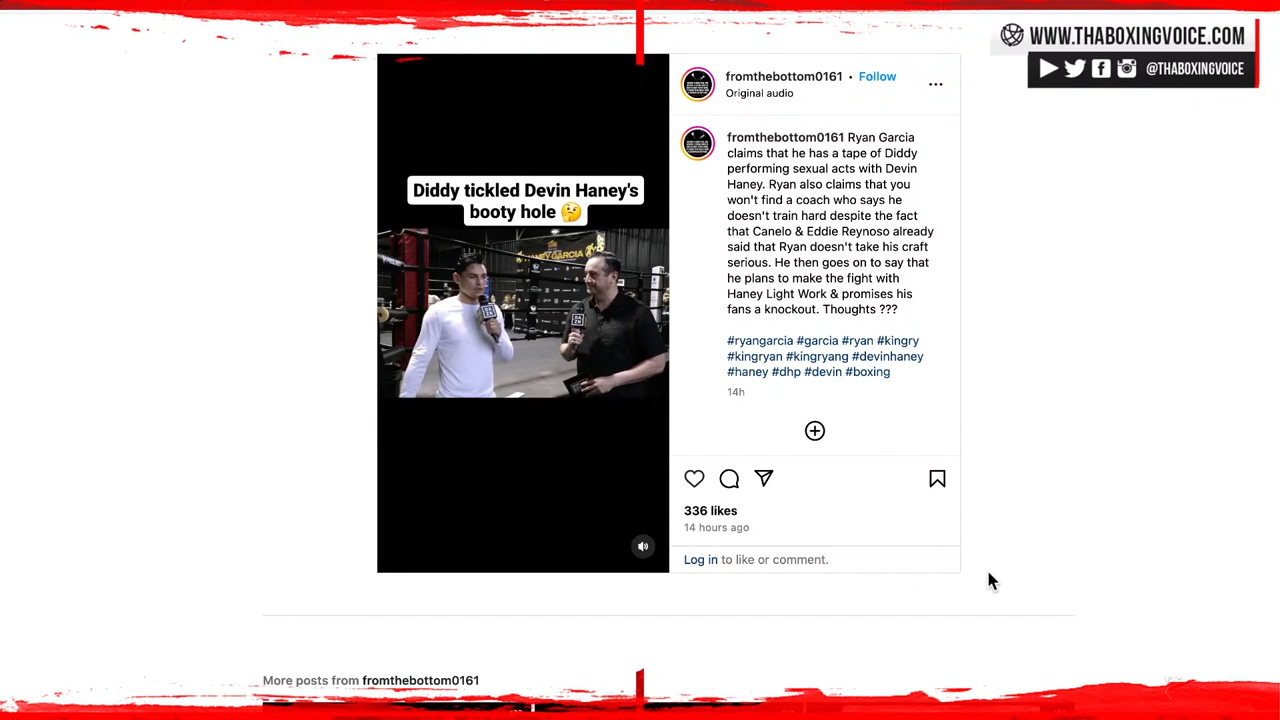 WWW.THABOXINGVOICE.COM
@THABOXINGVOICE
fromthebottom0161 • Follow
Original audio
fromthebottom0161 Ryan Garcia
claims that he has a tape of Diddy
performing sexual acts with Devin
Haney. Ryan also claims that you
won't find a coach who says he
doesn't train hard despite the fact
that Canelo & Eddie Reynoso already
said that Ryan doesn't take his craft
serious. He then goes on to say that
he plans to make the fight with
Haney Light Work & promises his
fans a knockout. Thoughts ???
#ryangarcia #garcia #ryan #kingry
#kingryan #kingryang #devinhaney
#haney #dhp #devin #boxing
14h
Diddy tickled Devin Haney's
booty hole 🤔
HANEY GARCIA
DAZN
DAZN
336 likes
14 hours ago
Log in to like or comment.
More posts from fromthebottom0161